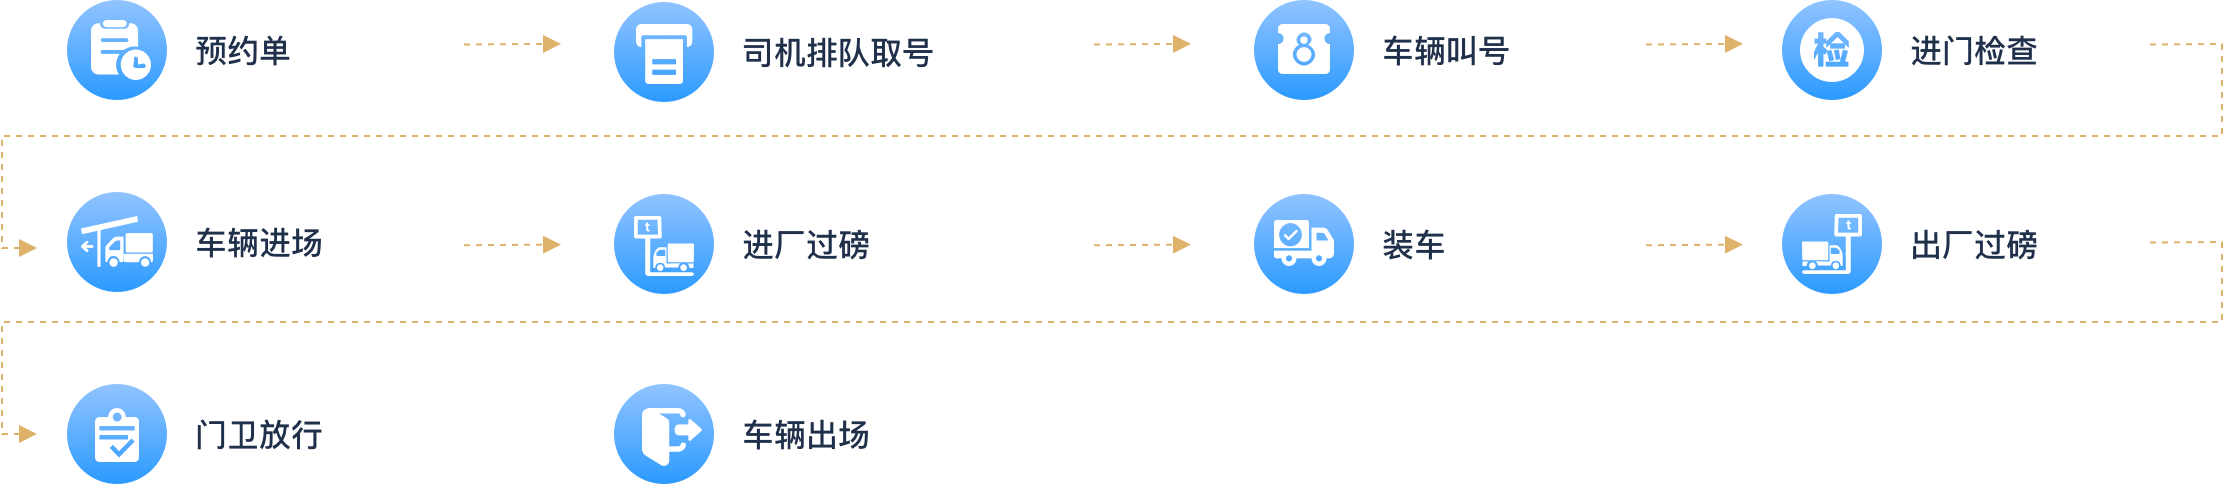 预约单
司机排队取号
8
车辆叫号
检
进门检查
车辆进场
t
进厂过磅
装车
t
出厂过磅
门卫放行
车辆出场